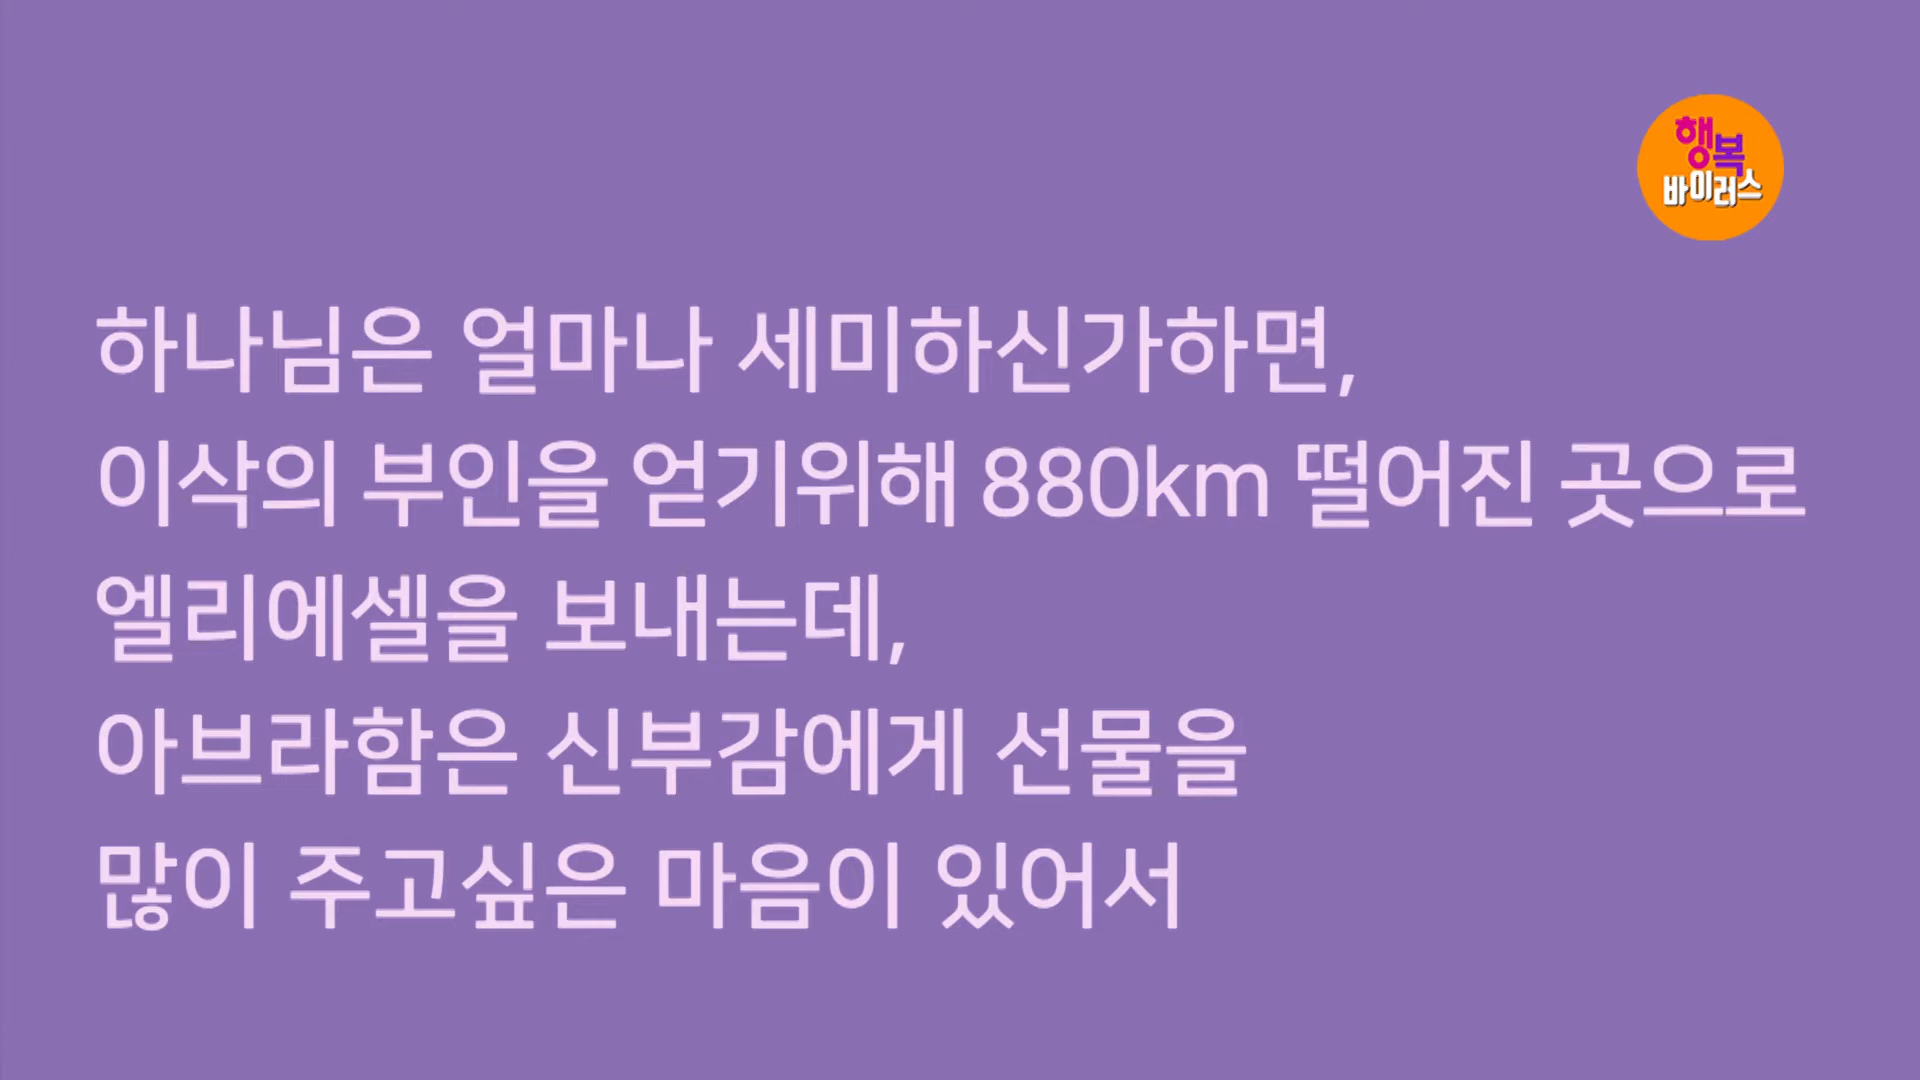 행복
바이러스
하나님은 얼마나 세미하신가하면,
이삭의 부인을 얻기위해 880km 떨어진 곳으로
엘리에셀을 보내는데,
아브라함은 신부감에게 선물을
많이 주고싶은 마음이 있어서